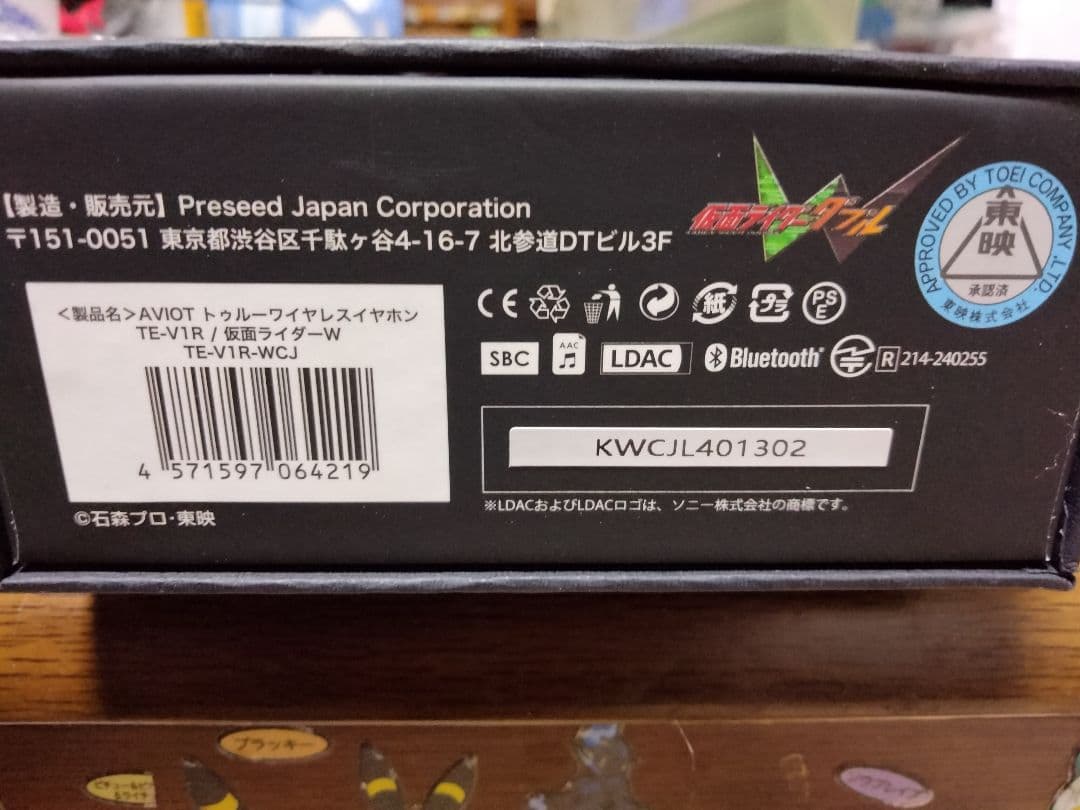 【製造・販売元】Preseed Japan Corporation
〒151-0051 東京都渋谷区千駄ヶ谷4-16-7 北参道DTビル3F
仮面ライダーダブル
APPROVED BY TOEI COMPANY, LTD.
東映
承認済
東映株式会社
<製品名>AVIOT トゥルーワイヤレスイヤホン
TE-V1R / 仮面ライダーW
TE-V1R-WCJ
4 571597 064219
©石森プロ・東映
CE
紙
プラ
PS E
SBC
AAC
LDAC
Bluetooth®
R 214-240255
KWCJL401302
※LDACおよびLDACロゴは、ソニー株式会社の商標です。
ブラッキー